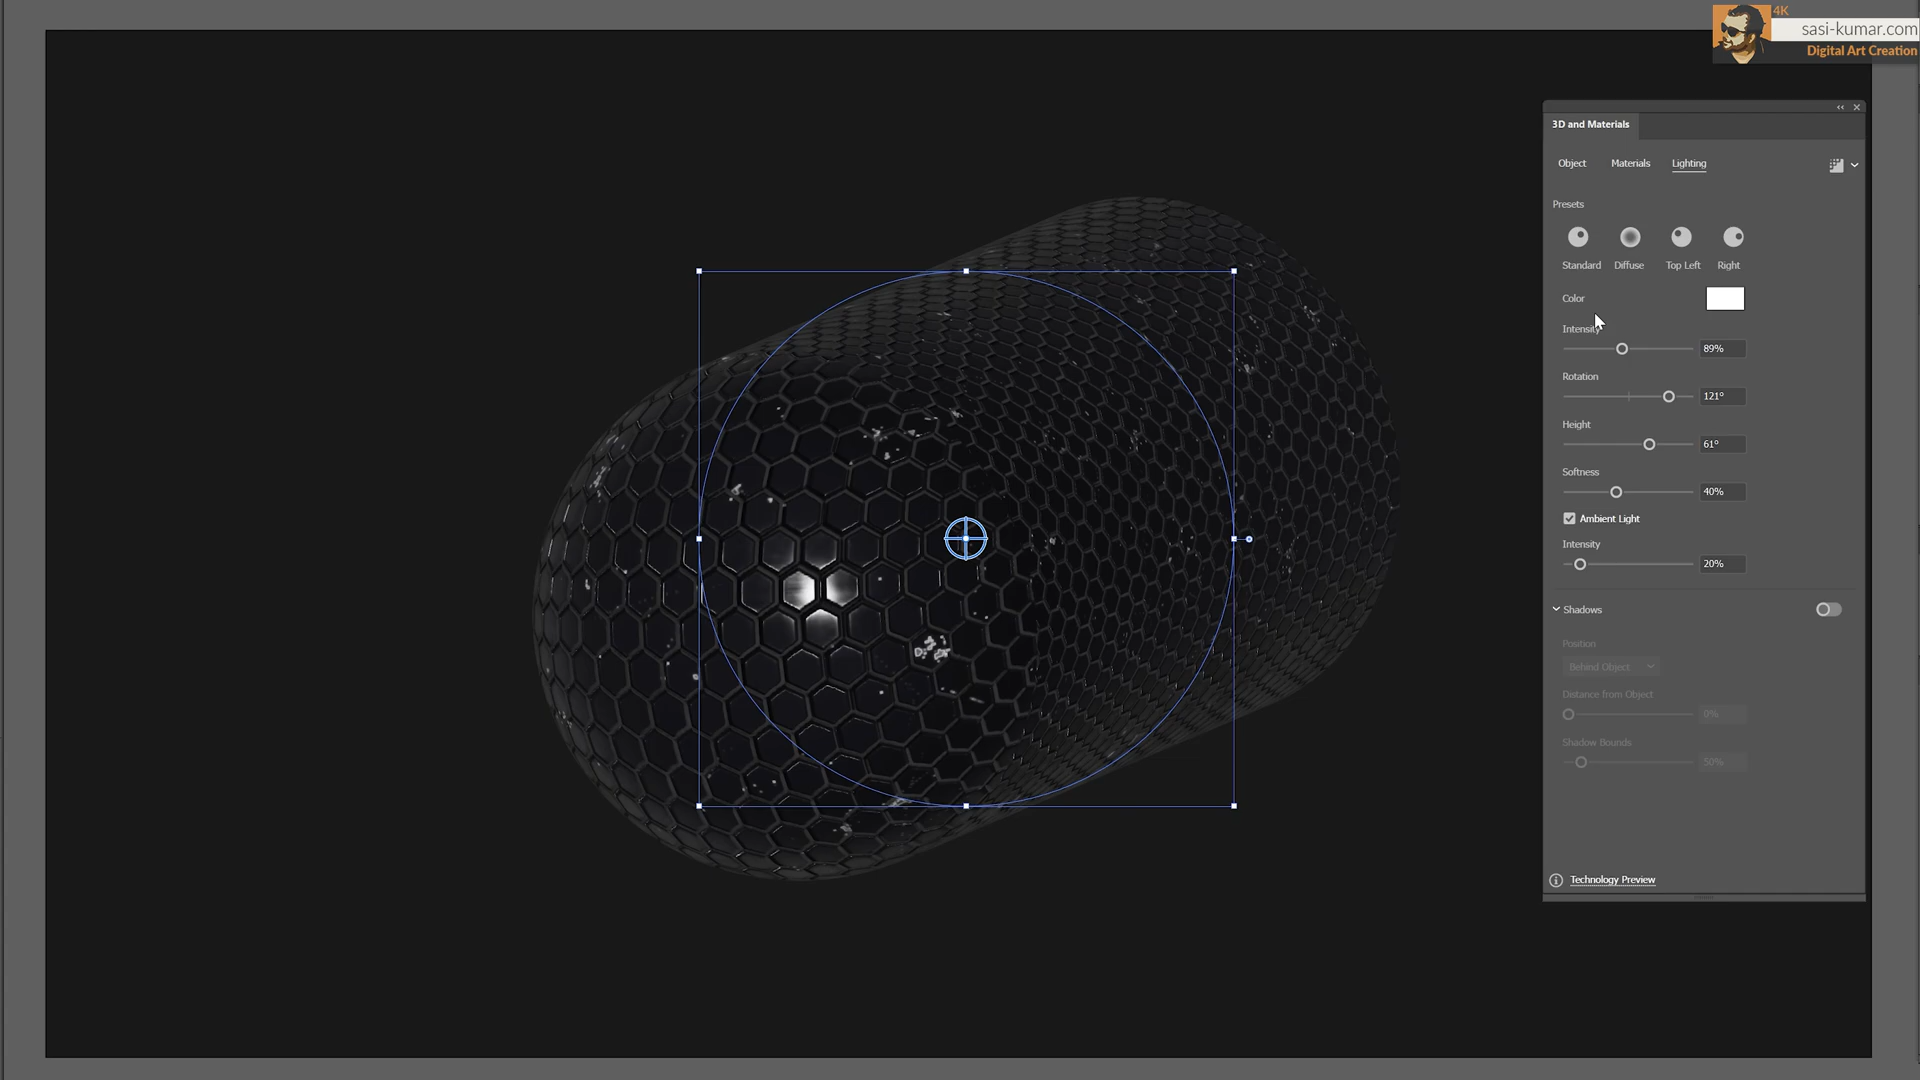 4K
sasi-kumar.com
Digital Art Creation
3D and Materials
Object Materials Lighting
Presets
Standard Diffuse Top Left Right
Color
Intensity
89%
Rotation
121°
Height
61°
Softness
40%
Ambient Light
Intensity
20%
Shadows
Position
Behind Object
Distance from Object
0%
Shadow Bounds
50%
Technology Preview